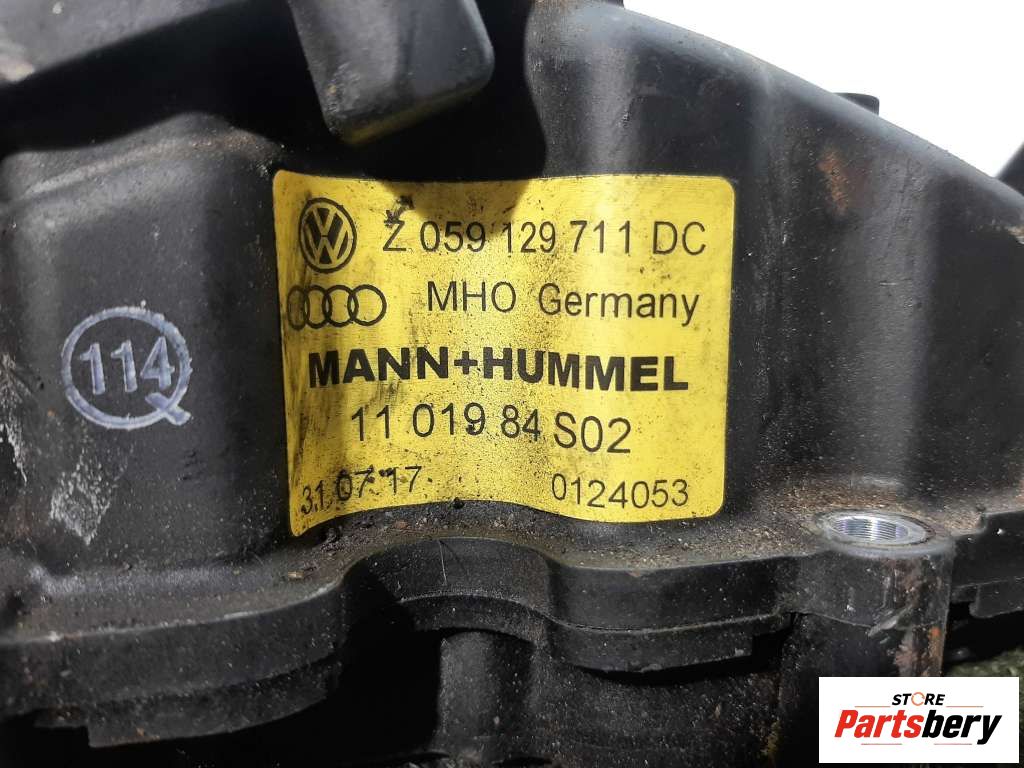 Z 059 129 711 DC
MHO Germany
MANN+HUMMEL
11 019 84 S02
31.07.17. 0124053
114
STORE
Partsbery